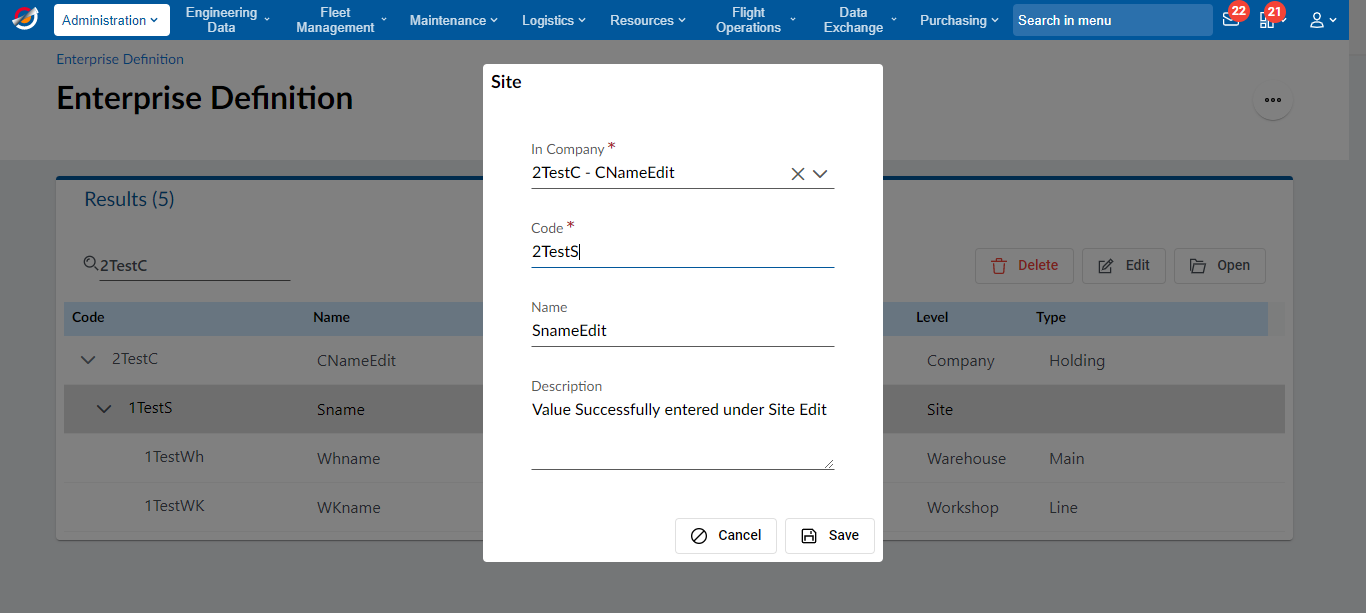 Administration
Engineering Data
Fleet Management
Maintenance
Logistics
Resources
Flight Operations
Data Exchange
Purchasing
Search in menu
22
21
Enterprise Definition
Enterprise Definition
Results (5)
2TestC
Delete
Edit
Open
Code Name Level Type
2TestC CNameEdit Company Holding
1TestS Sname Site
1TestWh Whname Warehouse Main
1TestWK WKname Workshop Line
Site
In Company *
2TestC - CNameEdit
Code *
2TestS
Name
SnameEdit
Description
Value Successfully entered under Site Edit
Cancel
Save